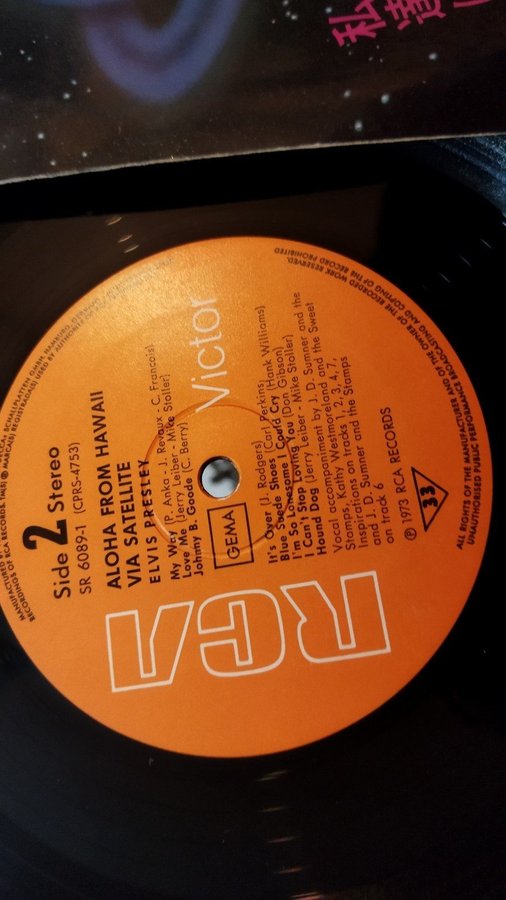 私
達
Side 2 Stereo
SR 6089-1 (CPRS-4753)
ALOHA FROM HAWAII
VIA SATELLITE
ELVIS PRESLEY
My Way (P. Anka - J. Revaux - C. Francois)
Love Me (Jerry Leiber - Mike Stoller)
Johnny B. Goode (C. Berry)
GEMA
Victor
It's Over (J. Rodgers)
Blue Suede Shoes (Carl Perkins)
I'm So Lonesome I Could Cry (Hank Williams)
I Can't Stop Loving You (Don Gibson)
Hound Dog (Jerry Leiber - Mike Stoller)
Vocal accompaniment by J. D. Sumner and the
Stamps, Kathy Westmoreland and the Sweet
Inspirations on tracks 1, 2, 3, 4, 7,
and J. D. Sumner and the Stamps
on track 6
℗ 1973 RCA RECORDS
33
RCA
ALL RIGHTS OF THE MANUFACTURER AND OF THE OWNER OF THE RECORDED WORK RESERVED.
UNAUTHORISED PUBLIC PERFORMANCE, BROADCASTING AND COPYING OF THE RECORD PROHIBITED